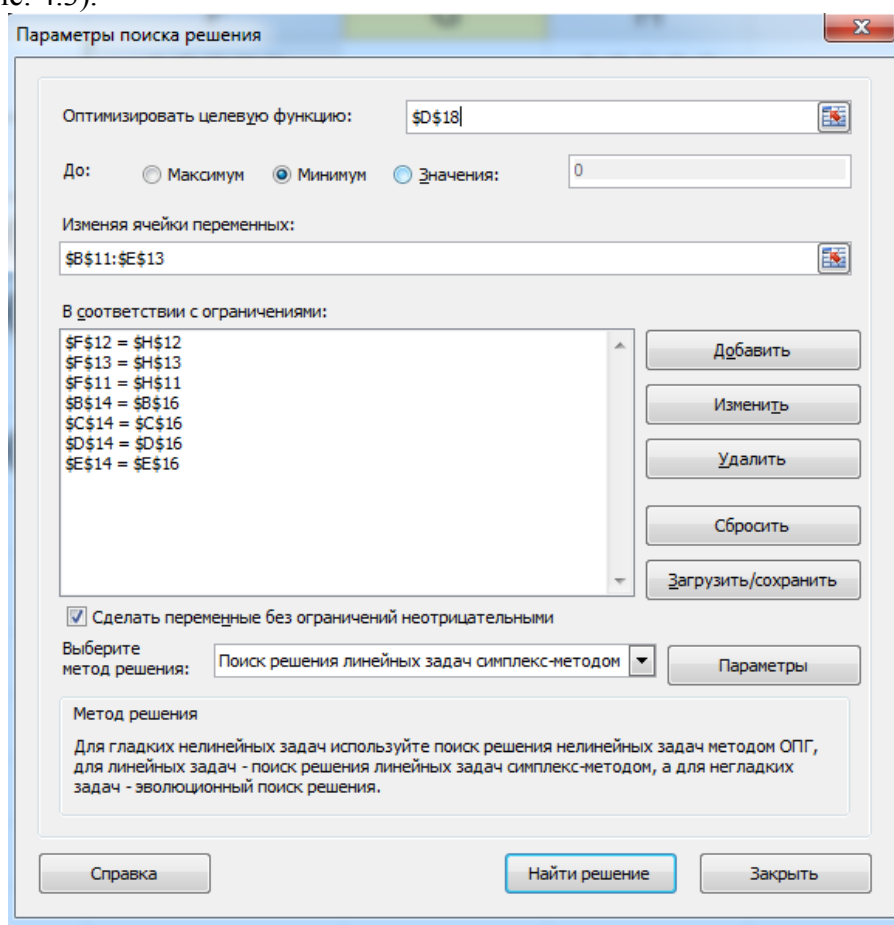 Параметры поиска решения
Оптимизировать целевую функцию: $D$18
До: Максимум Минимум Значения: 0
Изменяя ячейки переменных:
$B$11:$E$13
В соответствии с ограничениями:
$F$12 = $H$12
$F$13 = $H$13
$F$11 = $H$11
$B$14 = $B$16
$C$14 = $C$16
$D$14 = $D$16
$E$14 = $E$16
Добавить
Изменить
Удалить
Сбросить
Загрузить/сохранить
Сделать переменные без ограничений неотрицательными
Выберите
метод решения:
Поиск решения линейных задач симплекс-методом
Параметры
Метод решения
Для гладких нелинейных задач используйте поиск решения нелинейных задач методом ОПГ,
для линейных задач - поиск решения линейных задач симплекс-методом, а для негладких
задач - эволюционный поиск решения.
Справка
Найти решение
Закрыть